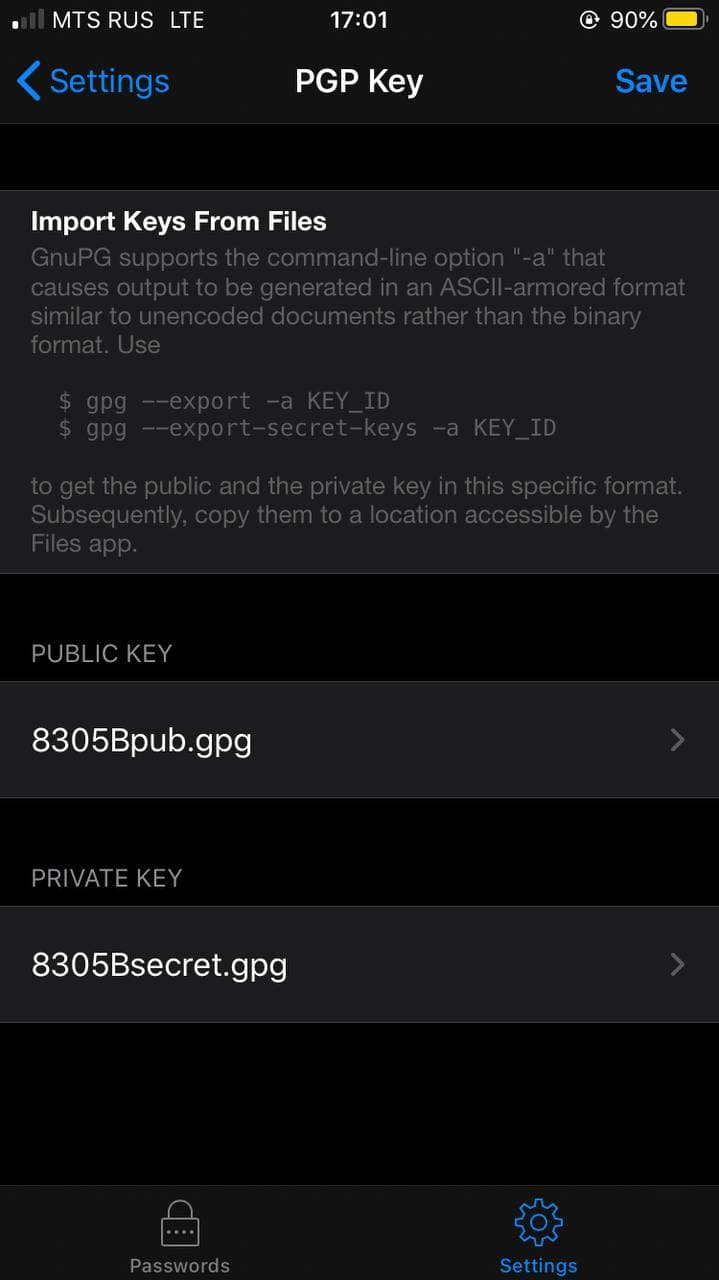 MTS RUS LTE 17:01 90%
Settings PGP Key Save
Import Keys From Files
GnuPG supports the command-line option "-a" that
causes output to be generated in an ASCII-armored format
similar to unencoded documents rather than the binary
format. Use
$ gpg --export -a KEY_ID
$ gpg --export-secret-keys -a KEY_ID
to get the public and the private key in this specific format.
Subsequently, copy them to a location accessible by the
Files app.
PUBLIC KEY
8305Bpub.gpg
PRIVATE KEY
8305Bsecret.gpg
Passwords Settings